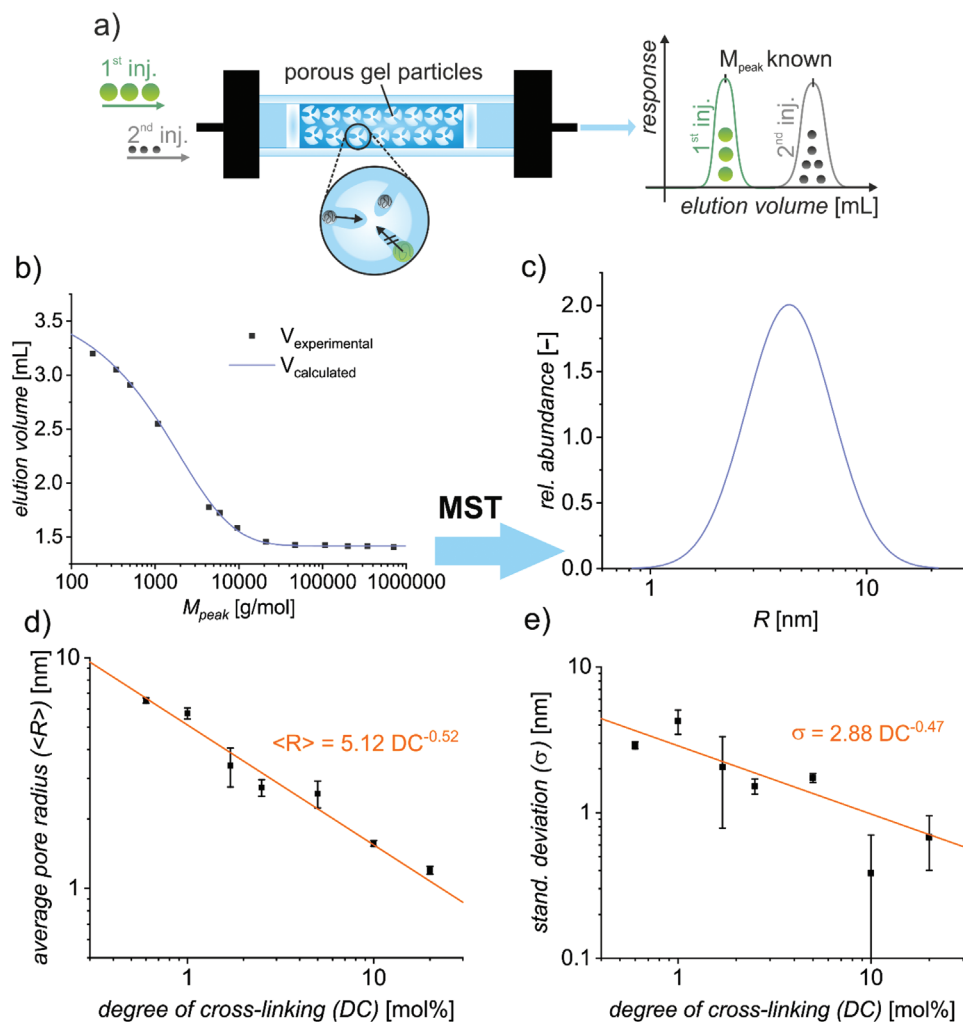 a)
1st inj.
2nd inj.
porous gel particles
response
Mpeak known
1st inj.
2nd inj.
elution volume [mL]
b)
elution volume [mL]
3.5
3.0
2.5
2.0
1.5
Vexperimental
Vcalculated
100 1000 10000 100000 1000000
Mpeak [g/mol]
MST
c)
rel. abundance [-]
2.0
1.5
1.0
0.5
0.0
1 10
R [nm]
d)
average pore radius (<R>) [nm]
10
1
<R> = 5.12 DC-0.52
1 10
degree of cross-linking (DC) [mol%]
e)
stand. deviation (σ) [nm]
10
1
0.1
σ = 2.88 DC-0.47
1 10
degree of cross-linking (DC) [mol%]